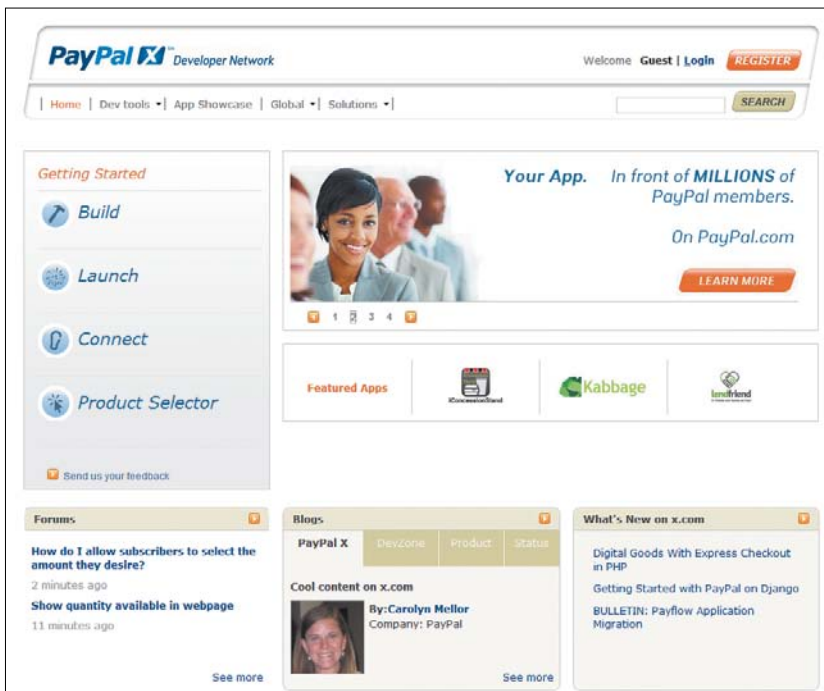 PayPal X Developer Network
Welcome Guest | Login REGISTER
| Home | Dev tools | App Showcase | Global | Solutions |
SEARCH
Getting Started
Build
Launch
Connect
Product Selector
Send us your feedback
Your App. In front of MILLIONS of
PayPal members.
On PayPal.com
LEARN MORE
1 2 3 4
Featured Apps
iConcessionStand
Kabbage
lendfriend
Forums
How do I allow subscribers to select the
amount they desire?
2 minutes ago
Show quantity available in webpage
11 minutes ago
See more
Blogs
PayPal X DevZone Product Status
Cool content on x.com
By:Carolyn Mellor
Company: PayPal
See more
What's New on x.com
Digital Goods With Express Checkout
in PHP
Getting Started with PayPal on Django
BULLETIN: Payflow Application
Migration